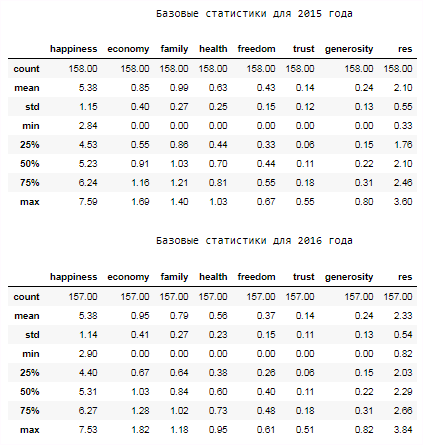 Базовые статистики для 2015 года
happiness economy family health freedom trust generosity res
count 158.00 158.00 158.00 158.00 158.00 158.00 158.00 158.00
mean 5.38 0.85 0.99 0.63 0.43 0.14 0.24 2.10
std 1.15 0.40 0.27 0.25 0.15 0.12 0.13 0.55
min 2.84 0.00 0.00 0.00 0.00 0.00 0.00 0.33
25% 4.53 0.55 0.86 0.44 0.33 0.06 0.15 1.76
50% 5.23 0.91 1.03 0.70 0.44 0.11 0.22 2.10
75% 6.24 1.16 1.21 0.81 0.55 0.18 0.31 2.46
max 7.59 1.69 1.40 1.03 0.67 0.55 0.80 3.60
Базовые статистики для 2016 года
happiness economy family health freedom trust generosity res
count 157.00 157.00 157.00 157.00 157.00 157.00 157.00 157.00
mean 5.38 0.95 0.79 0.56 0.37 0.14 0.24 2.33
std 1.14 0.41 0.27 0.23 0.15 0.11 0.13 0.54
min 2.90 0.00 0.00 0.00 0.00 0.00 0.00 0.82
25% 4.40 0.67 0.64 0.38 0.26 0.06 0.15 2.03
50% 5.31 1.03 0.84 0.60 0.40 0.11 0.22 2.29
75% 6.27 1.28 1.02 0.73 0.48 0.18 0.31 2.66
max 7.53 1.82 1.18 0.95 0.61 0.51 0.82 3.84